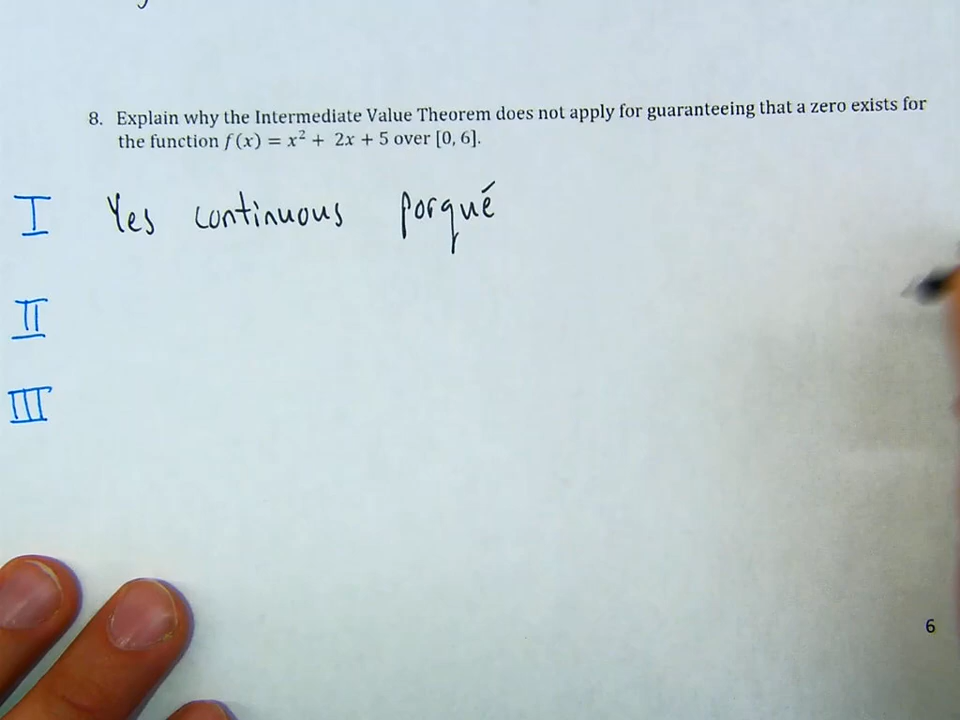 8. Explain why the Intermediate Value Theorem does not apply for guaranteeing that a zero exists for
the function f(x) = x² + 2x + 5 over [0, 6].
I Yes continuous porqué
II
III
6